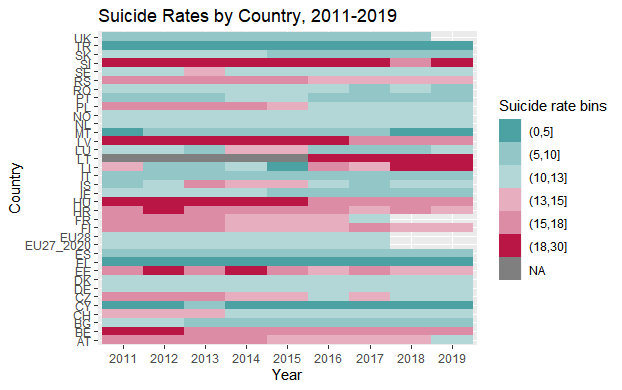 Suicide Rates by Country, 2011-2019
Country
UK
TR
SK
SI
SE
RS
RO
PT
PL
NO
NL
MT
LV
LU
LT
LI
IT
IS
IE
HU
HR
FR
FI
EU28
EU27_2020
ES
EL
EE
DK
DE
CZ
CY
CH
BG
BE
AT
2011 2012 2013 2014 2015 2016 2017 2018 2019
Year
Suicide rate bins
(0,5]
(5,10]
(10,13]
(13,15]
(15,18]
(18,30]
NA